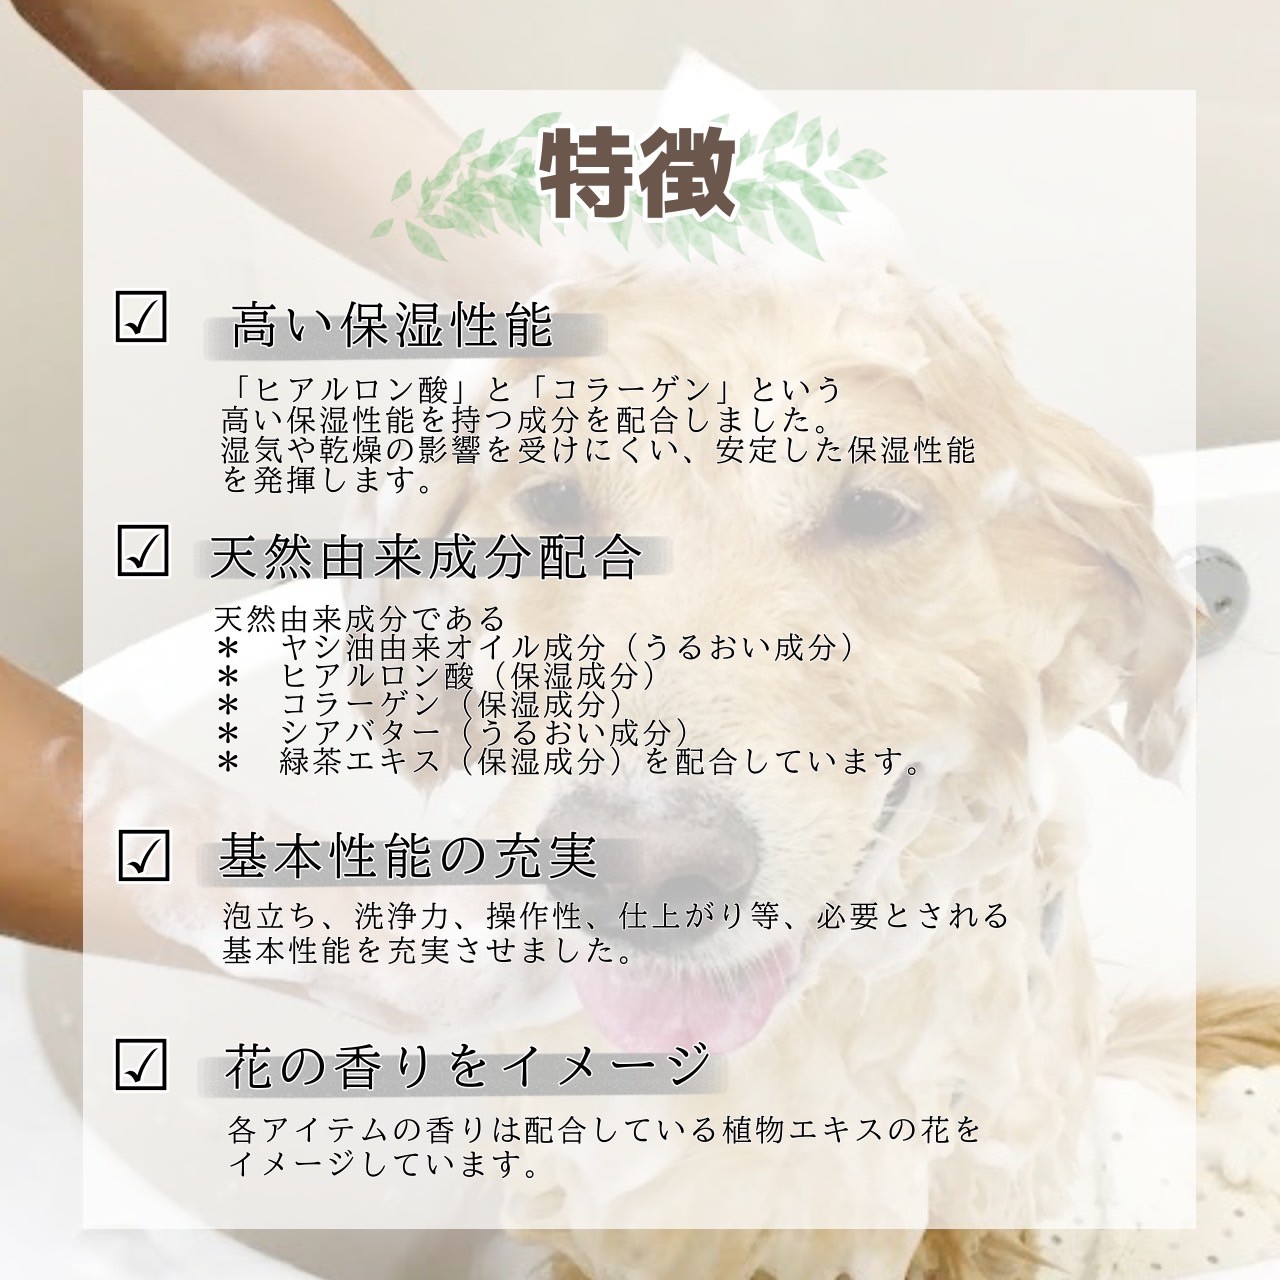 特徴
☑ 高い保湿性能
「ヒアルロン酸」と「コラーゲン」という
高い保湿性能を持つ成分を配合しました。
湿気や乾燥の影響を受けにくい、安定した保湿性能
を発揮します。
☑ 天然由来成分配合
天然由来成分である
＊ ヤシ油由来オイル成分（うるおい成分）
＊ ヒアルロン酸（保湿成分）
＊ コラーゲン（保湿成分）
＊ シアバター（うるおい成分）
＊ 緑茶エキス（保湿成分）を配合しています。
☑ 基本性能の充実
泡立ち、洗浄力、操作性、仕上がり等、必要とされる
基本性能を充実させました。
☑ 花の香りをイメージ
各アイテムの香りは配合している植物エキスの花を
イメージしています。